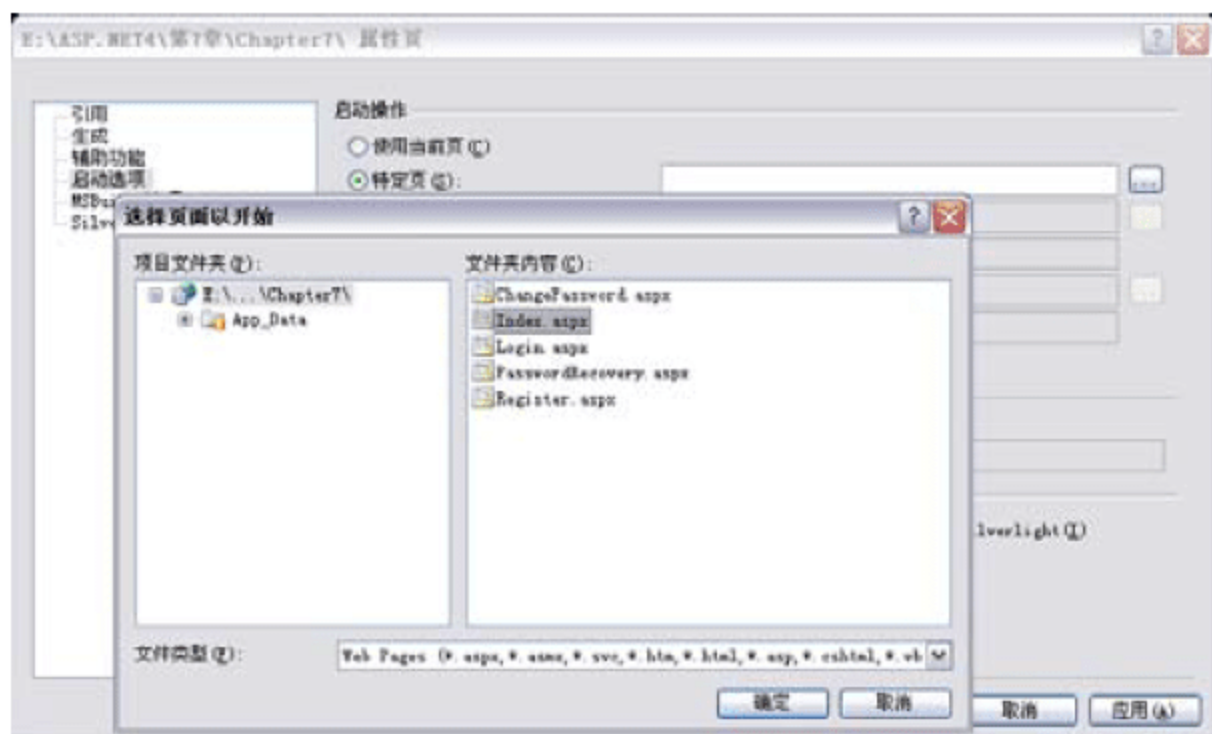 E:\ASP.NET4\第7章\Chapter7\ 属性页
引用
生成
辅助功能
启动选项
启动操作
使用当前页(C)
特定页(S):
...
选择页面以开始
项目文件夹(P):
E:\...\Chapter7\
App_Data
文件夹内容(C):
ChangePassword.aspx
Index.aspx
Login.aspx
PasswordRecovery.aspx
Register.aspx
lverlight(I)
文件类型(F):
Web Pages (*.aspx,*.asmx,*.svc,*.htm,*.html,*.asp,*.cshtml,*.vb
确定
取消
取消
应用(A)